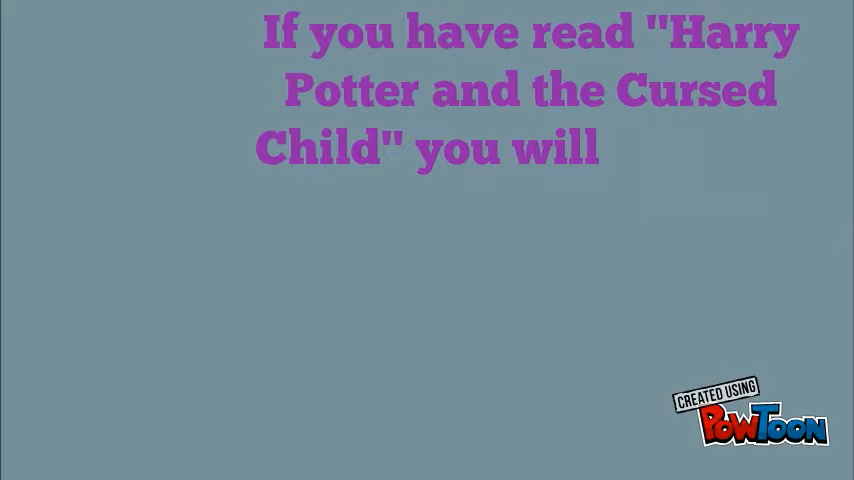 If you have read "Harry
Potter and the Cursed
Child" you will
CREATED USING
POWTOON